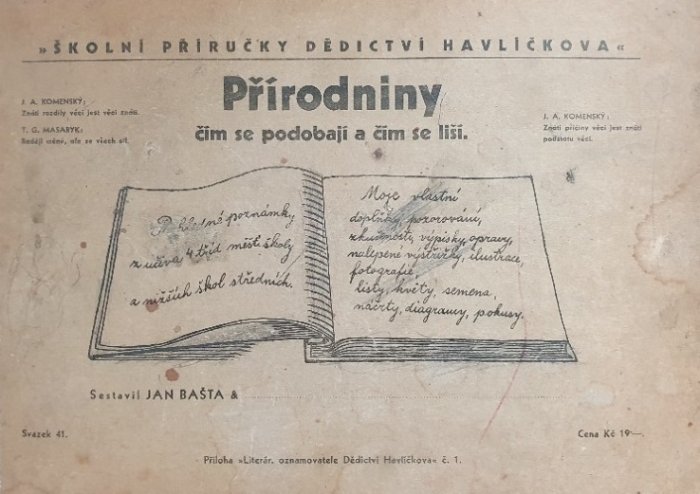 »ŠKOLNÍ PŘÍRUČKY DĚDICTVÍ HAVLÍČKOVA«
Přírodniny
čím se podobají a čím se liší.
J. A. KOMENSKÝ:
Znáti rozdíly věcí jest věci znáti.
T. G. MASARYK:
Raději méně, ale ze všech sil.
J. A. KOMENSKÝ:
Znáti příčiny věcí jest znáti
podstatu věcí.
Přehledné poznámky
z učiva 4 tříd měšť. školy
a nižších škol středních.
Moje vlastní
doplňky, pozorování,
zkušenosti, výpisky, opravy,
nalepené výstřižky, ilustrace,
fotografie,
listy, květy, semena,
náčrty, diagramy, pokusy.
Sestavil JAN BAŠTA &
Svazek 41.
Cena Kč 19·—.
Příloha »Literár. oznamovatele Dědictví Havlíčkova« č. 1.